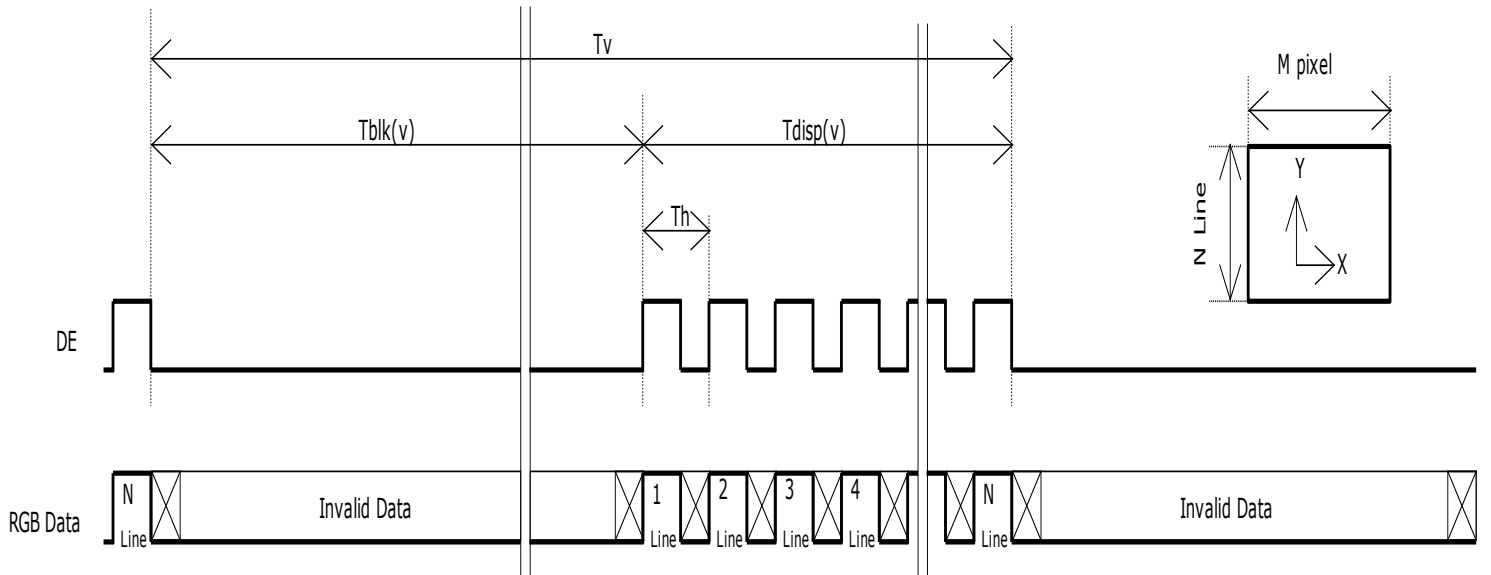 Tv
M pixel
Tblk(v)
Tdisp(v)
Th
N Line
Y
X
DE
RGB Data
N
Line
Invalid Data
1
Line
2
Line
3
Line
4
Line
N
Line
Invalid Data